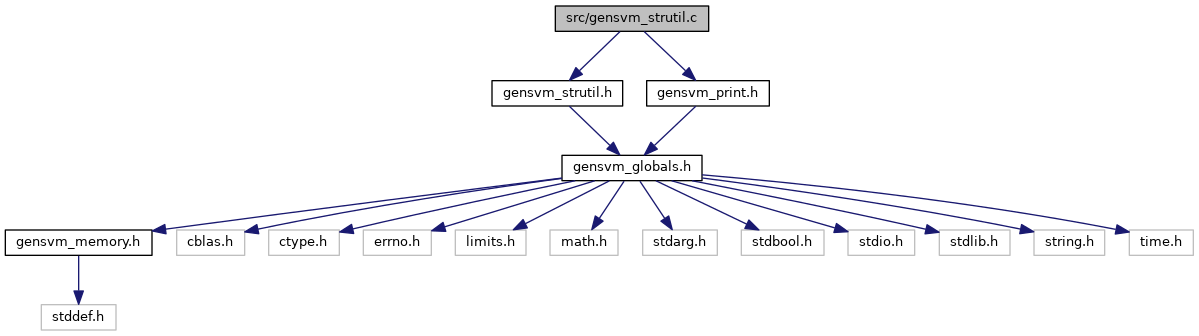 src/gensvm_strutil.c
gensvm_strutil.h
gensvm_print.h
gensvm_globals.h
gensvm_memory.h
cblas.h
ctype.h
errno.h
limits.h
math.h
stdarg.h
stdbool.h
stdio.h
stdlib.h
string.h
time.h
stddef.h